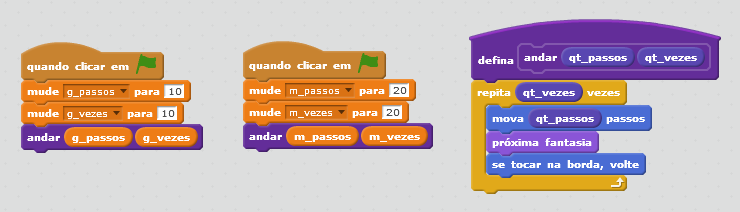 quando clicar em
mude g_passos para 10
mude g_vezes para 10
andar g_passos g_vezes
quando clicar em
mude m_passos para 20
mude m_vezes para 20
andar m_passos m_vezes
defina andar qt_passos qt_vezes
repita qt_vezes vezes
mova qt_passos passos
próxima fantasia
se tocar na borda, volte